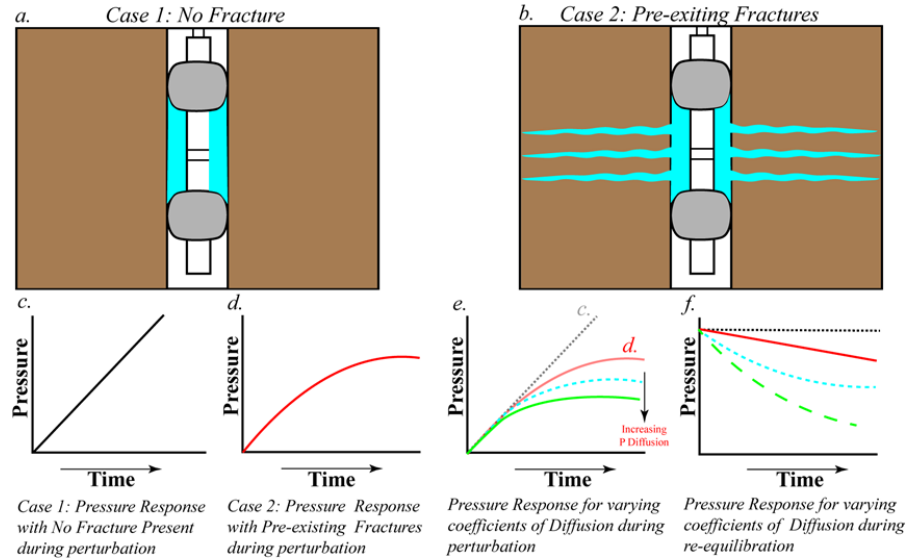 a.
Case 1: No Fracture
b.
Case 2: Pre-exiting Fractures
c.
Pressure
Time
Case 1: Pressure Response
with No Fracture Present
during perturbation
d.
Pressure
Time
Case 2: Pressure Response
with Pre-existing Fractures
during perturbation
e.
c.
d.
Increasing
P Diffusion
Pressure
Time
Pressure Response for varying
coefficients of Diffusion during
perturbation
f.
Pressure
Time
Pressure Response for varying
coefficients of Diffusion during
re-equilibration